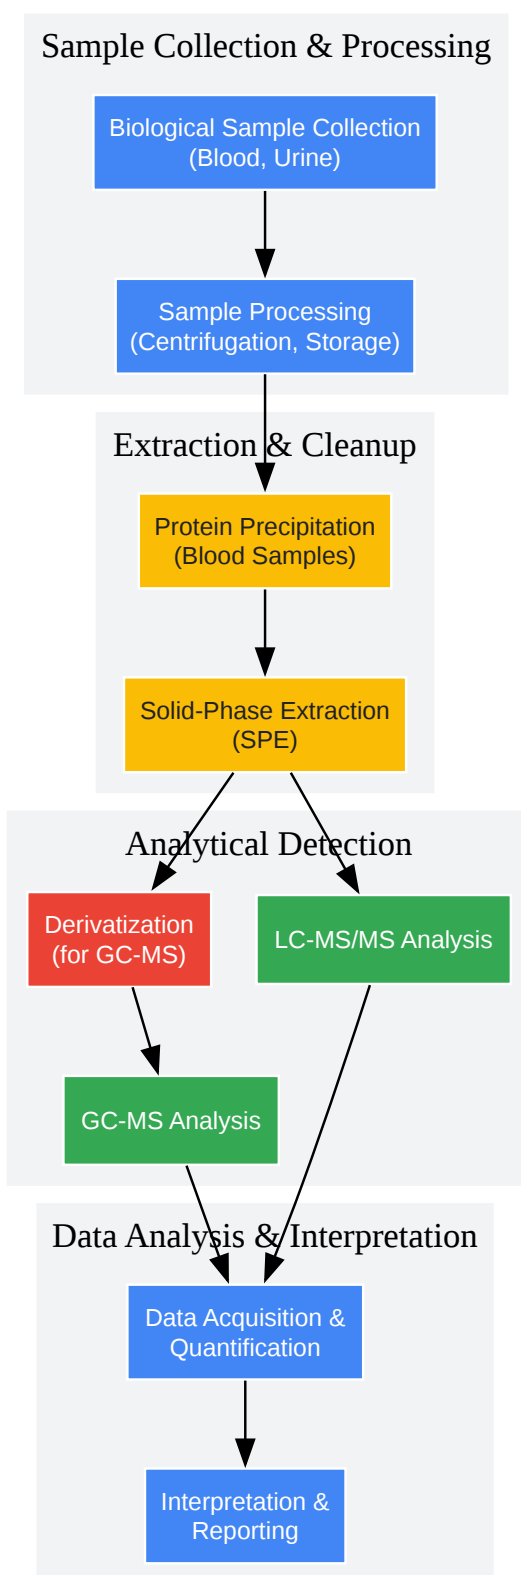 Sample Collection & Processing
Biological Sample Collection
(Blood, Urine)
Sample Processing
(Centrifugation, Storage)
Extraction & Cleanup
Protein Precipitation
(Blood Samples)
Solid-Phase Extraction
(SPE)
Analytical Detection
Derivatization
(for GC-MS)
LC-MS/MS Analysis
GC-MS Analysis
Data Analysis & Interpretation
Data Acquisition &
Quantification
Interpretation &
Reporting